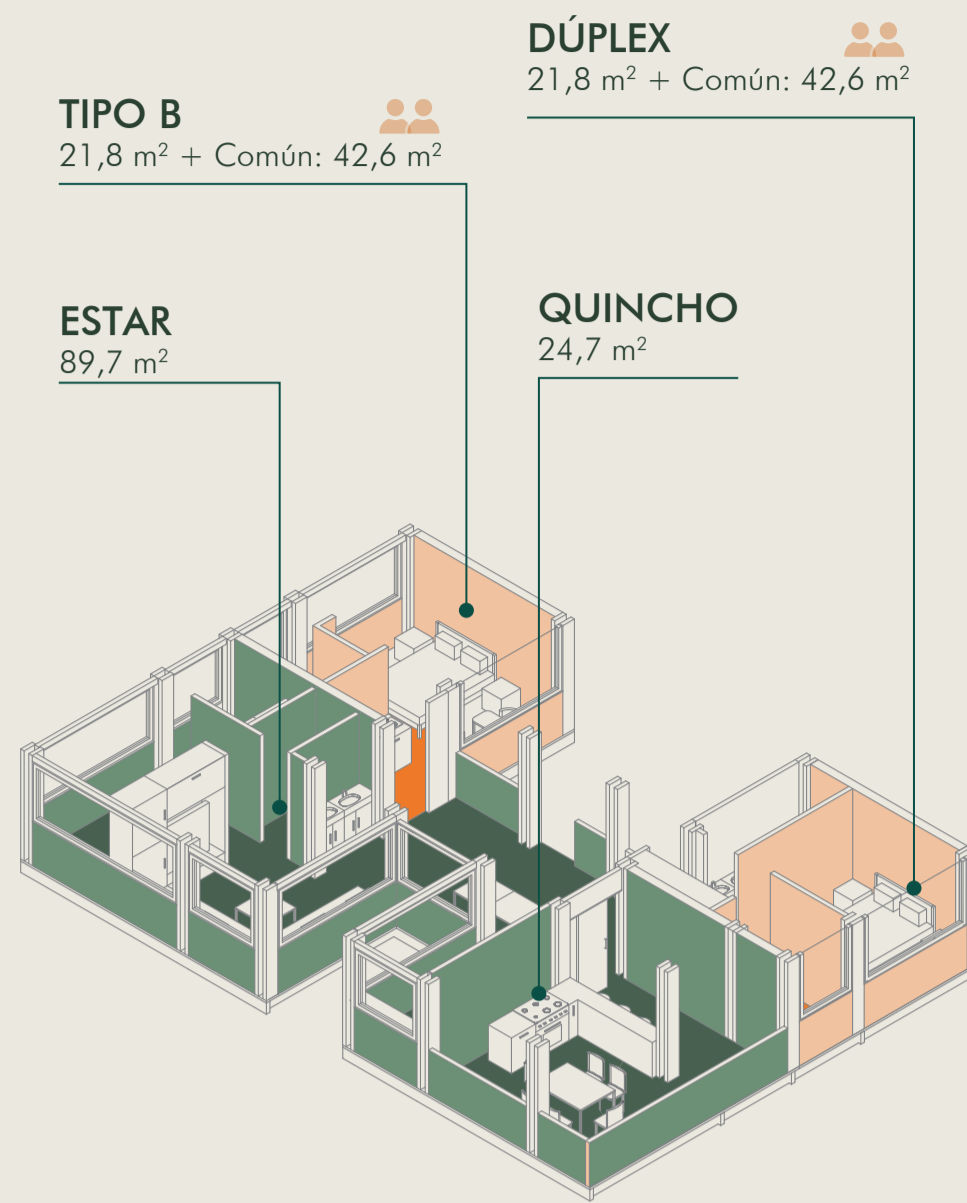 DÚPLEX
21,8 m² + Común: 42,6 m²
TIPO B
21,8 m² + Común: 42,6 m²
QUINCHO
24,7 m²
ESTAR
89,7 m²